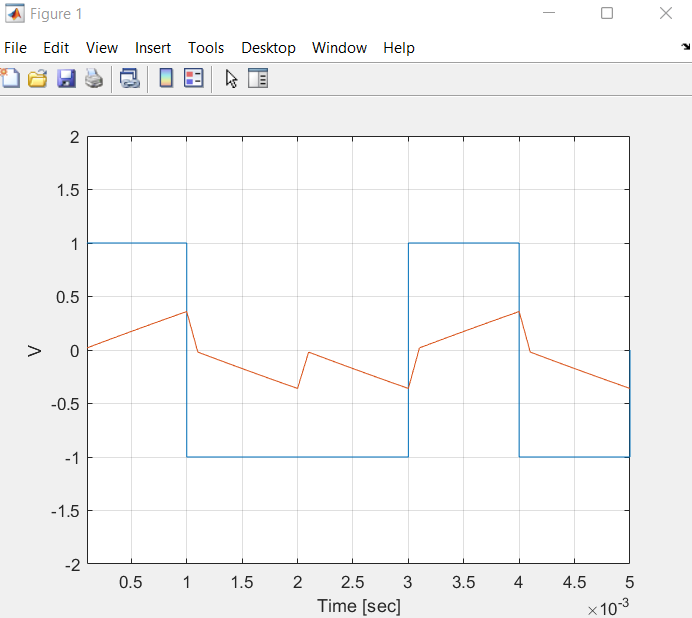 Figure 1
File Edit View Insert Tools Desktop Window Help
2
1.5
1
0.5
0
-0.5
-1
-1.5
-2
V
0.5 1 1.5 2 2.5 3 3.5 4 4.5 5
Time [sec]
×10-3